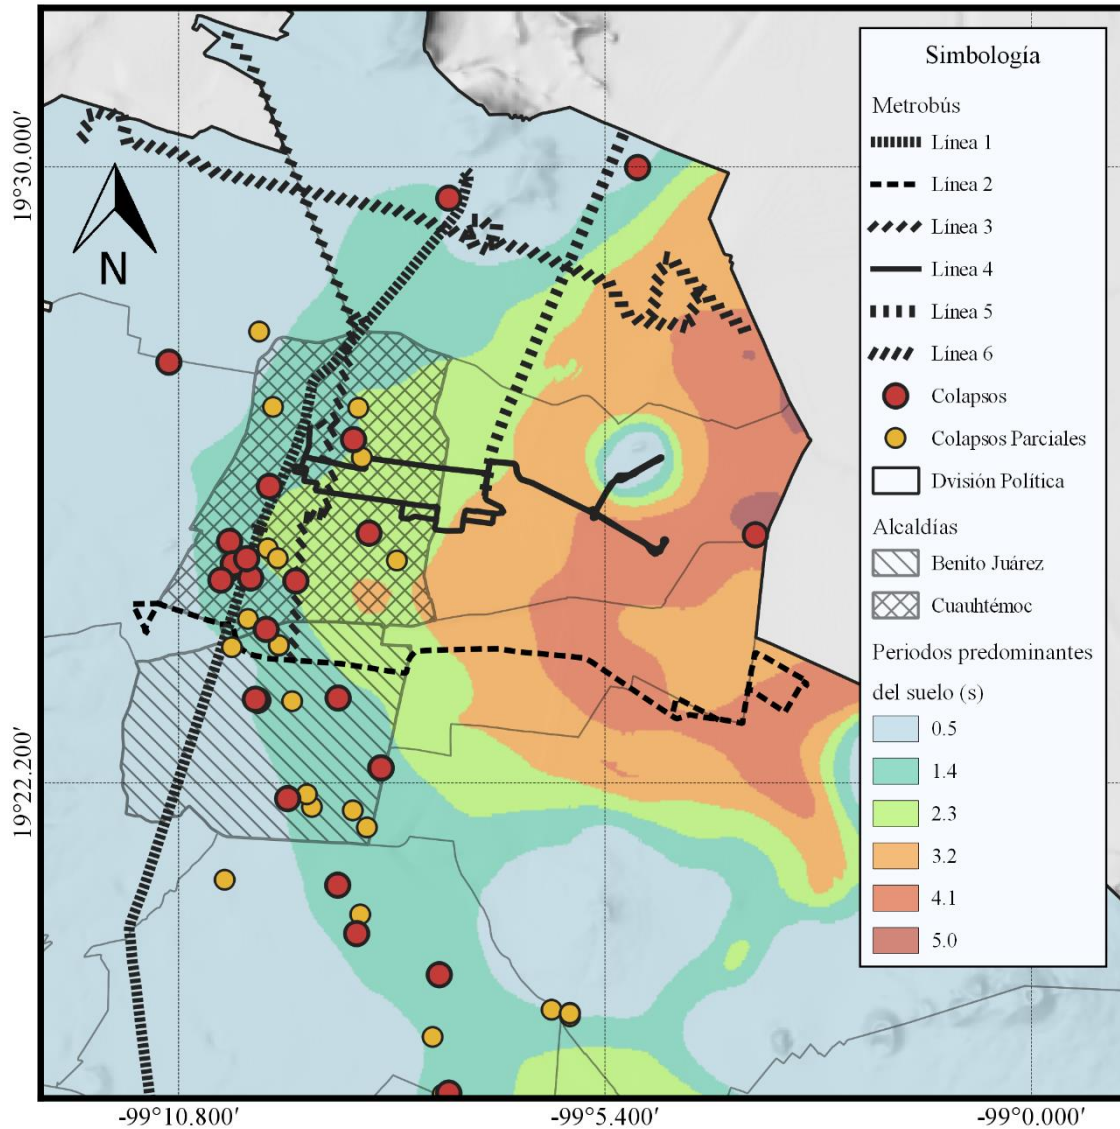 Simbología
Metrobús
Línea 1
Línea 2
Línea 3
Linea 4
Línea 5
Línea 6
Colapsos
Colapsos Parciales
Dvisión Política
Alcaldías
Benito Juárez
Cuauhtémoc
Periodos predominantes
del suelo (s)
0.5
1.4
2.3
3.2
4.1
5.0
19°30.000′
N
19°22.200′
-99°10.800′
-99°5.400′
-99°0.000′